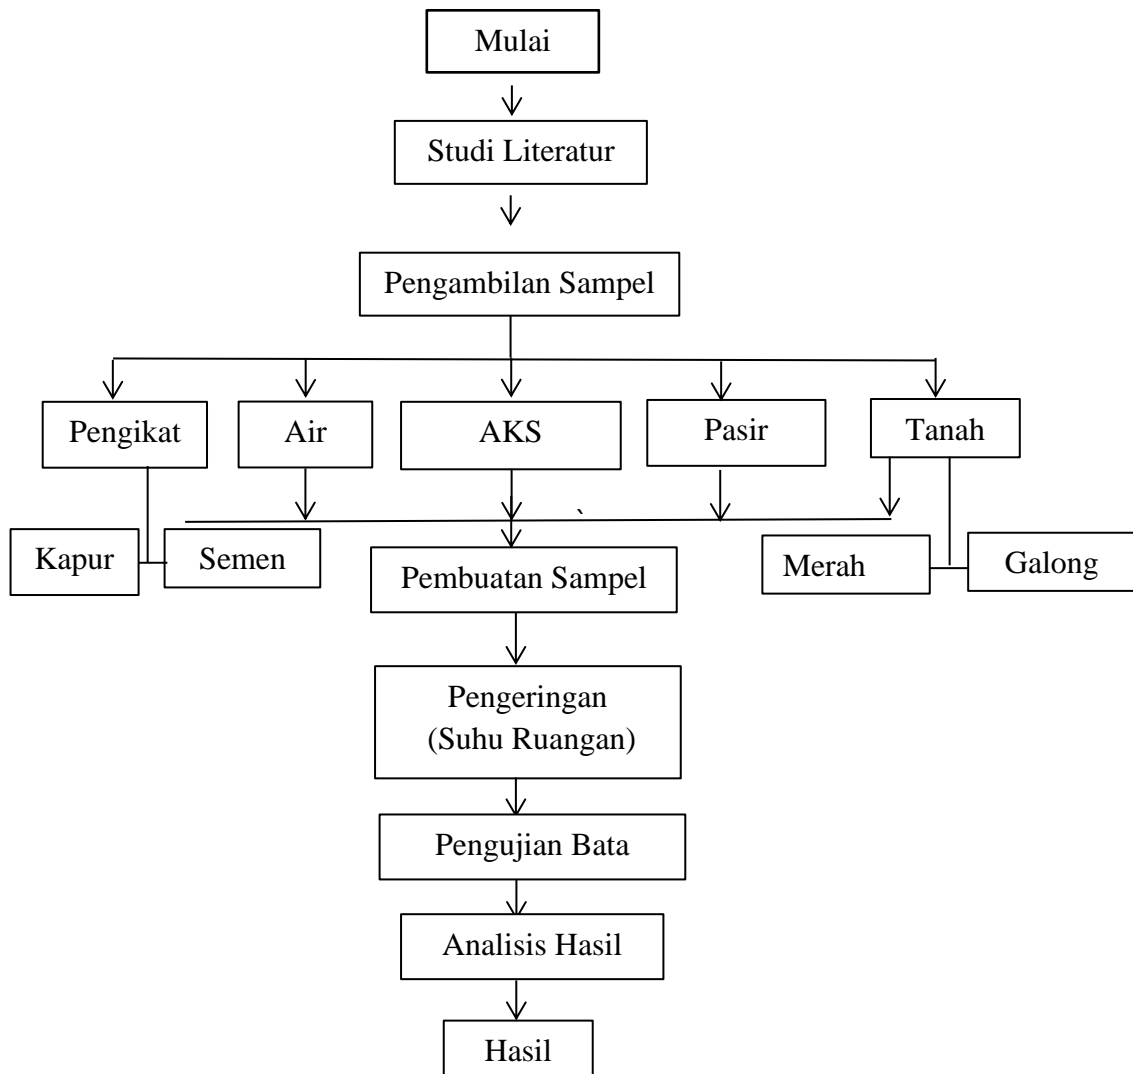 Mulai
Studi Literatur
Pengambilan Sampel
Pengikat
Air
AKS
Pasir
Tanah
`
Kapur
Semen
Pembuatan Sampel
Merah
Galong
Pengeringan
(Suhu Ruangan)
Pengujian Bata
Analisis Hasil
Hasil